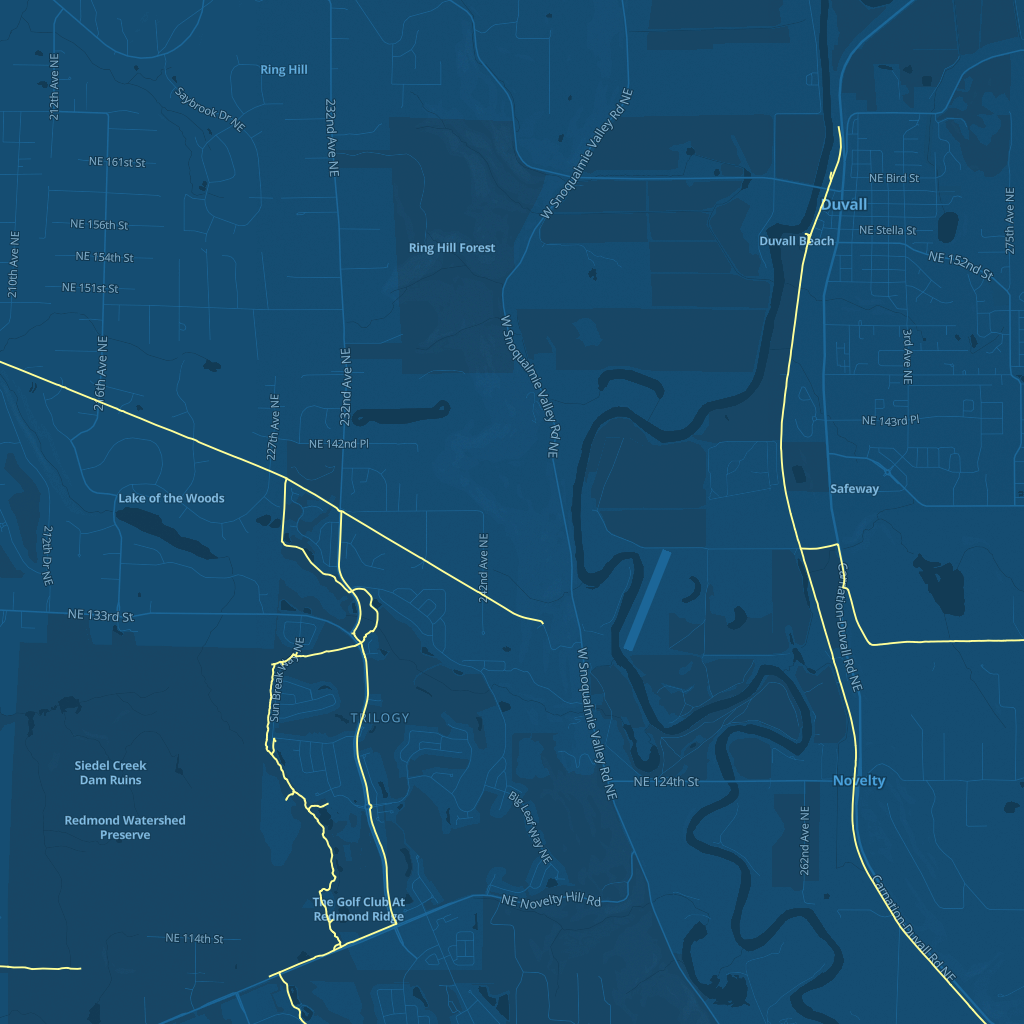 Ring Hill
212th Ave NE
Saybrook Dr NE
232nd Ave NE
W Snoqualmie Valley Rd NE
NE 161st St
NE Bird St
Duvall
NE 156th St
NE Stella St
275th Ave NE
Duvall Beach
Ring Hill Forest
210th Ave NE
NE 154th St
NE 152nd St
NE 151st St
W Snoqualmie Valley Rd NE
3rd Ave NE
216th Ave NE
232nd Ave NE
227th Ave NE
NE 143rd Pl
NE 142nd Pl
Safeway
Lake of the Woods
212th Dr NE
242nd Ave NE
Carnation-Duvall Rd NE
NE 133rd St
Sun Break Way NE
W Snoqualmie Valley Rd NE
TRILOGY
Siedel Creek
Dam Ruins
NE 124th St
Novelty
Redmond Watershed
Preserve
Big Leaf Way NE
262nd Ave NE
The Golf Club At
Redmond Ridge
NE Novelty Hill Rd
Carnation-Duvall Rd NE
NE 114th St